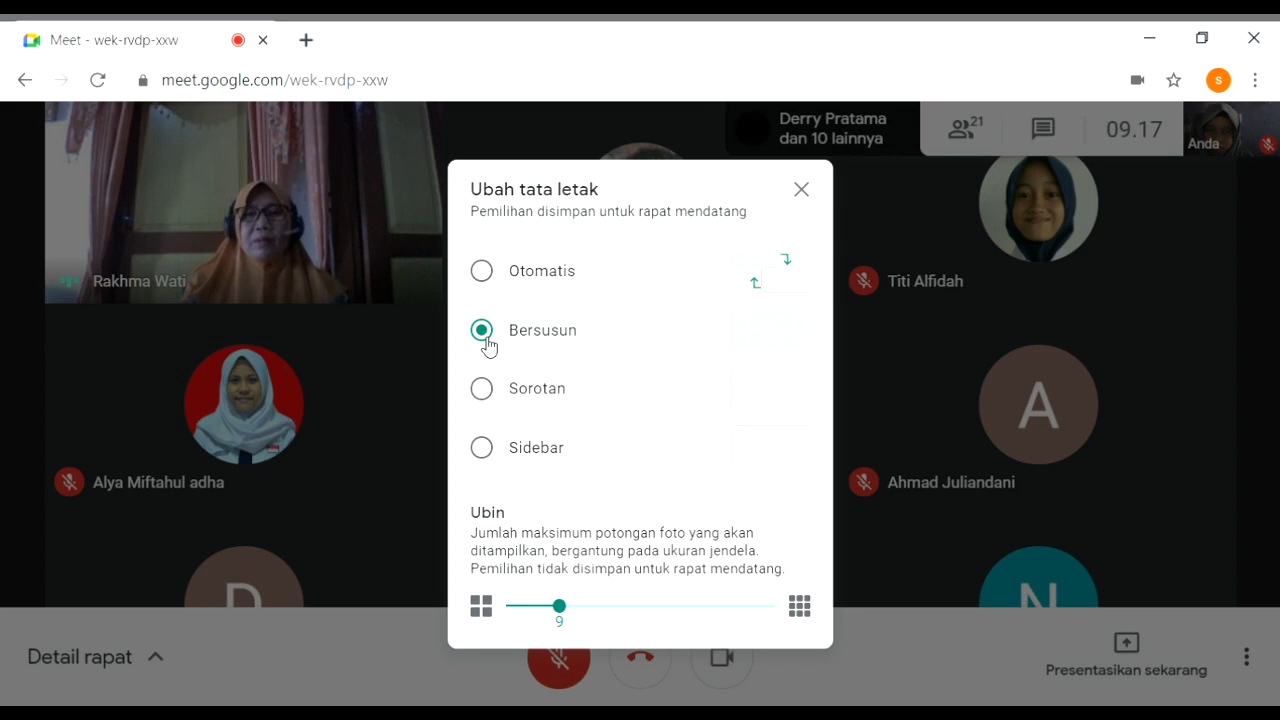 Meet - wek-rvdp-xxw
meet.google.com/wek-rvdp-xxw
S
Derry Pratama
dan 10 lainnya
21
09.17
Anda
Ubah tata letak
Pemilihan disimpan untuk rapat mendatang
Otomatis
Bersusun
Sorotan
Sidebar
Ubin
Jumlah maksimum potongan foto yang akan
ditampilkan, bergantung pada ukuran jendela.
Pemilihan tidak disimpan untuk rapat mendatang.
9
Rakhma Wati
Titi Alfidah
Alya Miftahul adha
A
Ahmad Juliandani
D
N
Detail rapat
Presentasikan sekarang